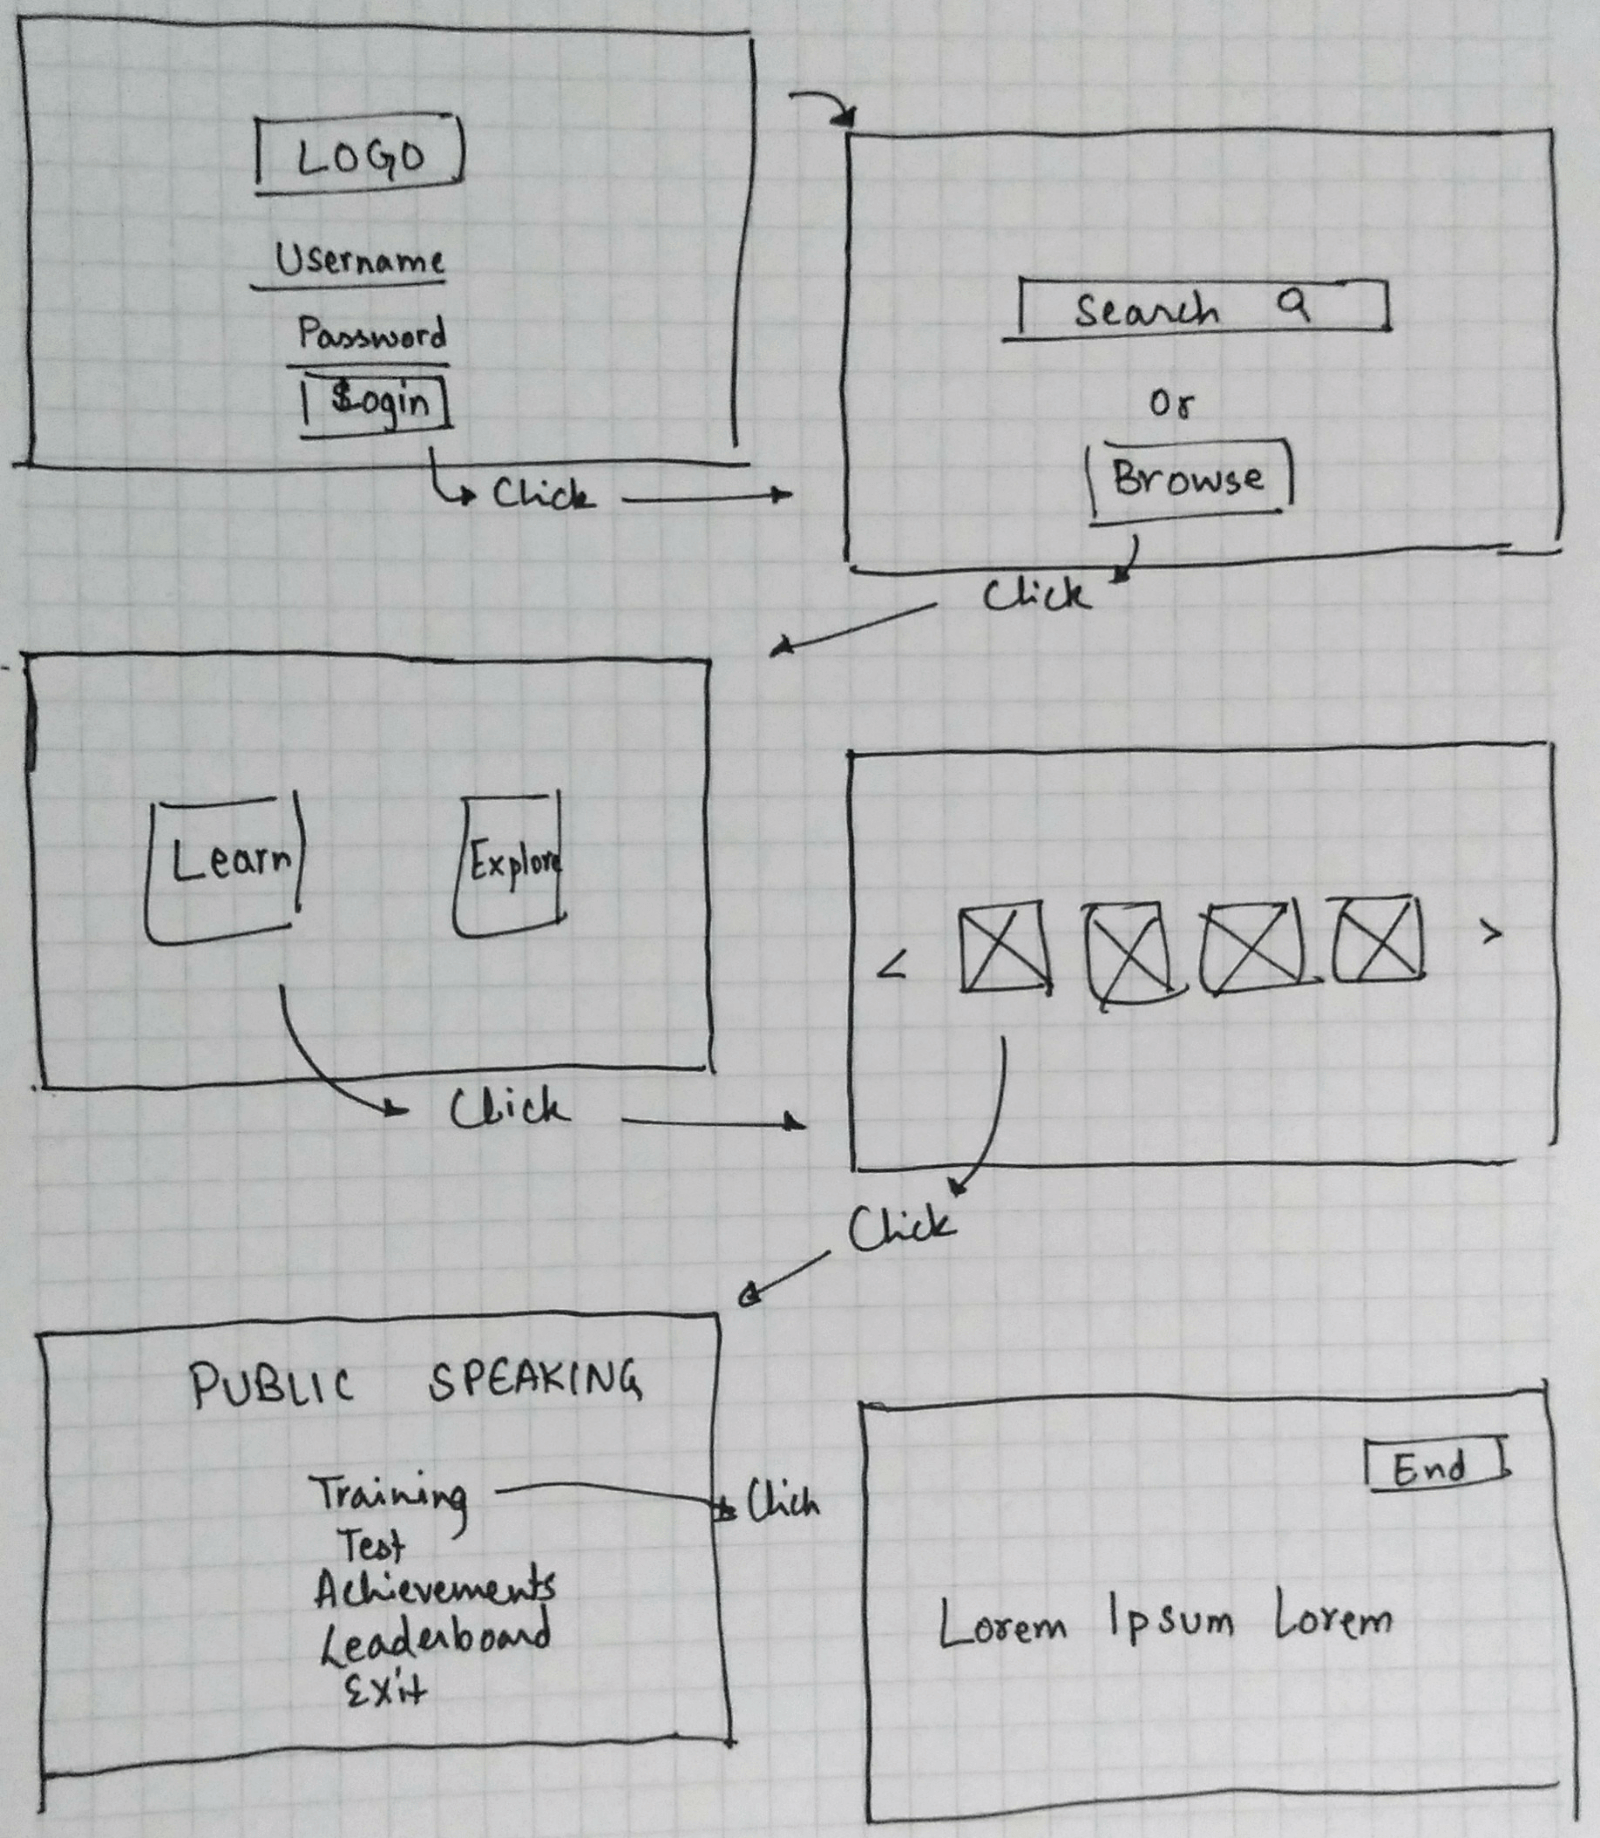 LOGO
Username
Password
Login
Click
Search
Or
Browse
Click
Learn
Explore
Click
<
>
Click
PUBLIC SPEAKING
Training
Click
Test
Achievements
Leaderboard
Exit
End
Lorem Ipsum Lorem